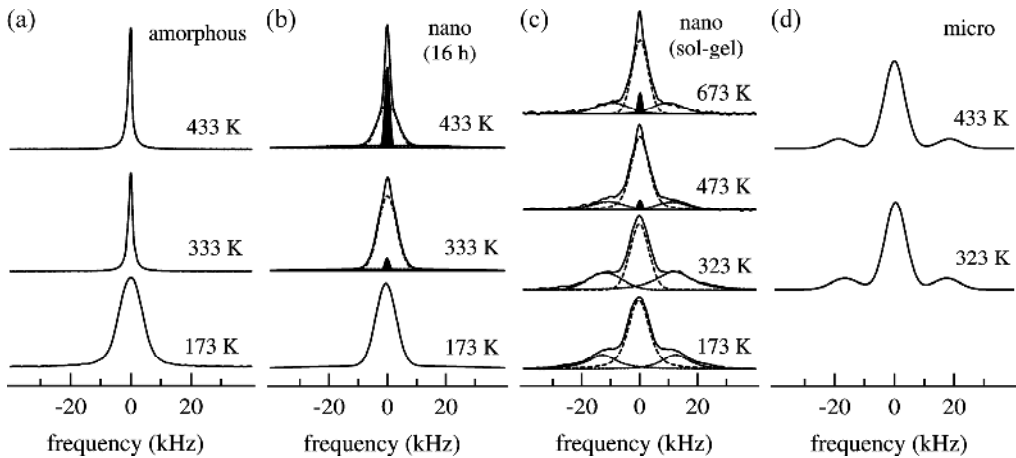 (a)
amorphous
433 K
333 K
173 K
-20 0 20
frequency (kHz)
(b)
nano
(16 h)
433 K
333 K
173 K
-20 0 20
frequency (kHz)
(c)
nano
(sol-gel)
673 K
473 K
323 K
173 K
-20 0 20
frequency (kHz)
(d)
micro
433 K
323 K
-20 0 20
frequency (kHz)